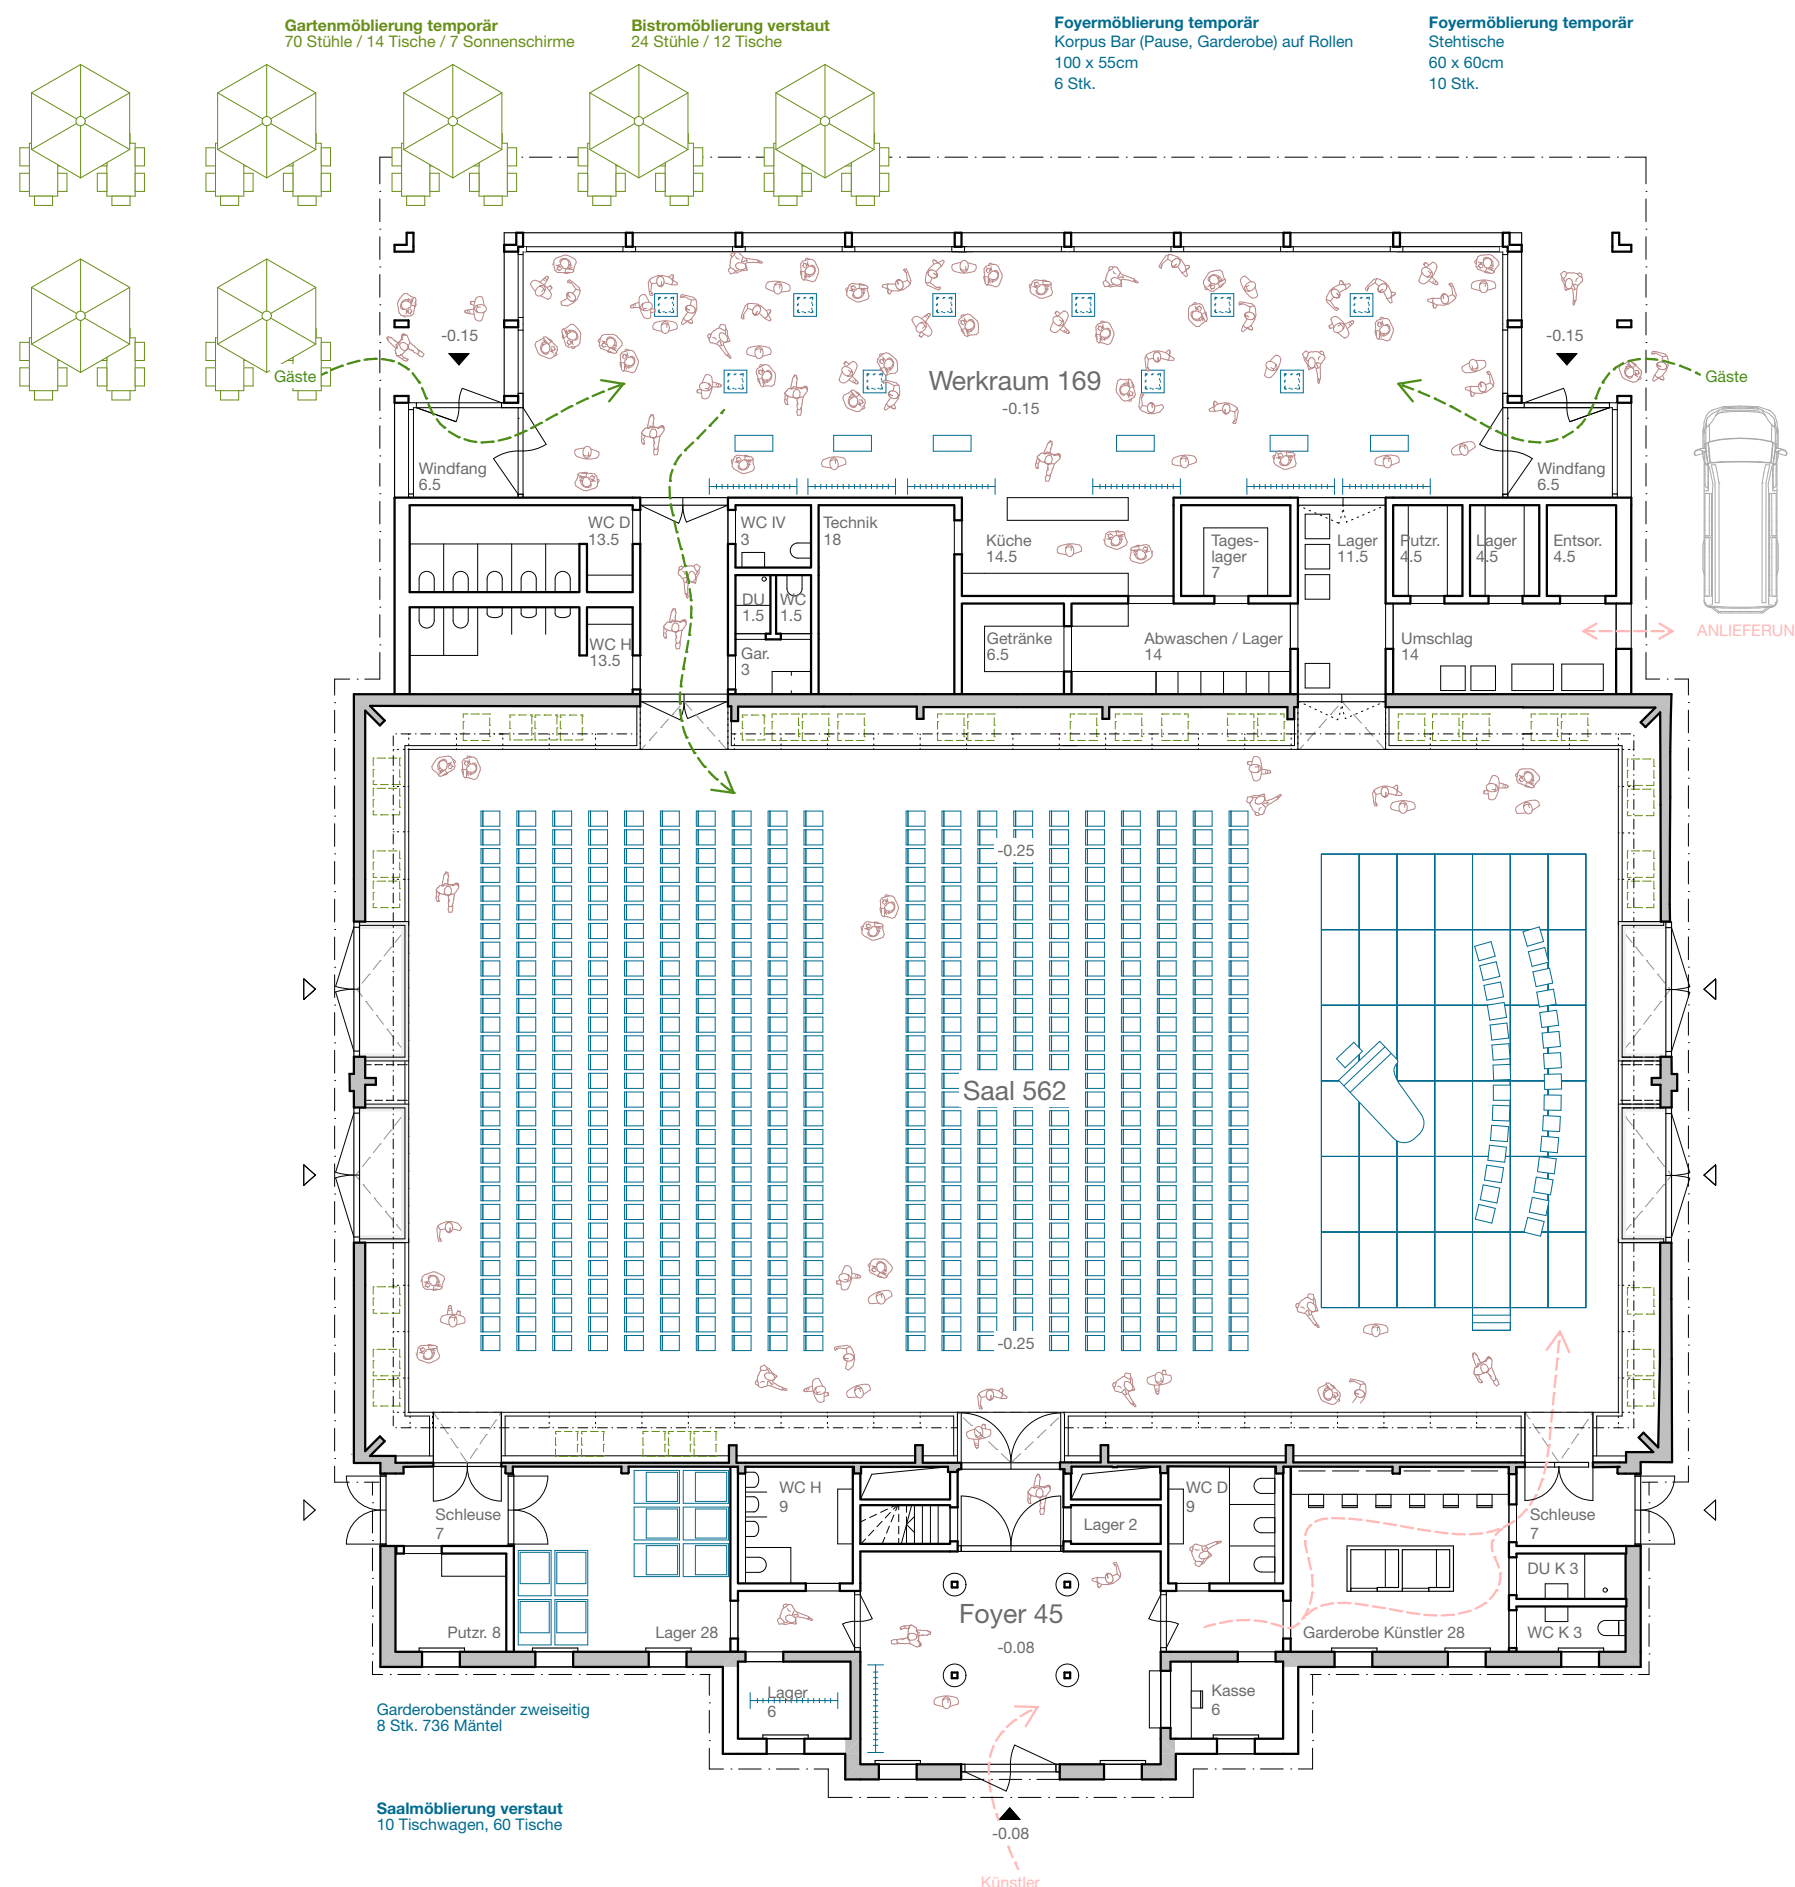 Gartenmöblierung temporär
70 Stühle / 14 Tische / 7 Sonnenschirme
Bistromöblierung verstaut
24 Stühle / 12 Tische
Foyermöblierung temporär
Korpus Bar (Pause, Garderobe) auf Rollen
100 x 55cm
6 Stk.
Foyermöblierung temporär
Stehtische
60 x 60cm
10 Stk.
-0.15
-0.15
Gäste
Werkraum 169
-0.15
Gäste
Windfang
6.5
Windfang
6.5
WC D
13.5
WC IV
3
Technik
18
Küche
14.5
Tages-
lager
7
Lager
11.5
Putzr.
4.5
Lager
4.5
Entsor.
4.5
DU
1.5
WC
1.5
WC H
13.5
Gar.
3
Getränke
6.5
Abwaschen / Lager
14
Umschlag
14
ANLIEFERUN
-0.25
Saal 562
-0.25
Schleuse
7
WC H
9
Lager 2
WC D
9
Schleuse
7
DU K 3
Putzr. 8
Lager 28
Foyer 45
-0.08
Garderobe Künstler 28
WC K 3
Lager
6
Kasse
6
Garderobenständer zweiseitig
8 Stk. 736 Mäntel
Saalmöblierung verstaut
10 Tischwagen, 60 Tische
-0.08
Künstler